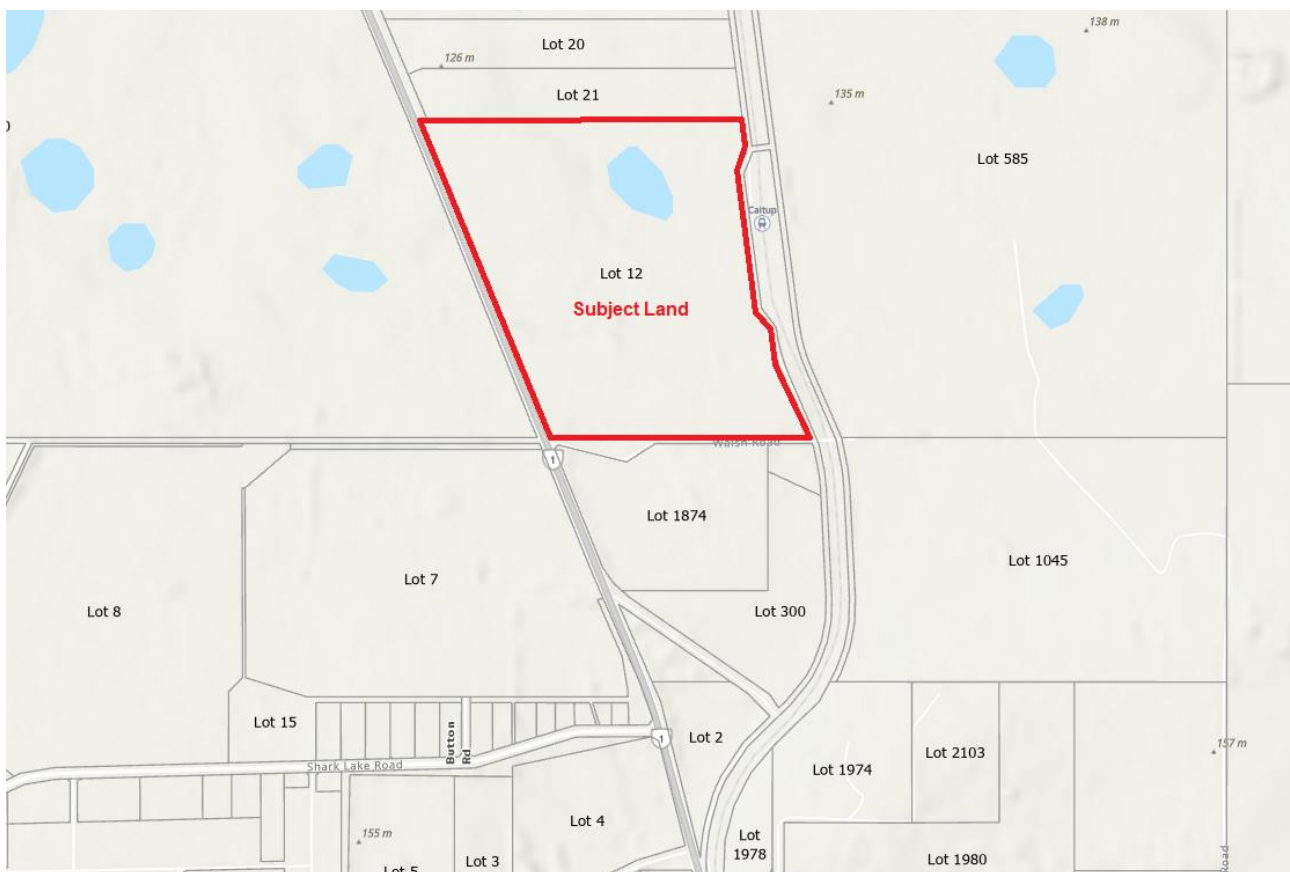 138 m
Lot 20
126 m
135 m
Lot 21
Lot 585
Caitup
Lot 12
Subject Land
Walsh Road
1
Lot 1874
Lot 1045
Lot 7
Lot 8
Lot 300
Lot 15
Button
Rd
1
Lot 2
157 m
Lot 2103
Shark Lake Road
Lot 1974
Lot 4
155 m
Lot
1978
Lot 3
Lot 1980
Lot 5
Road